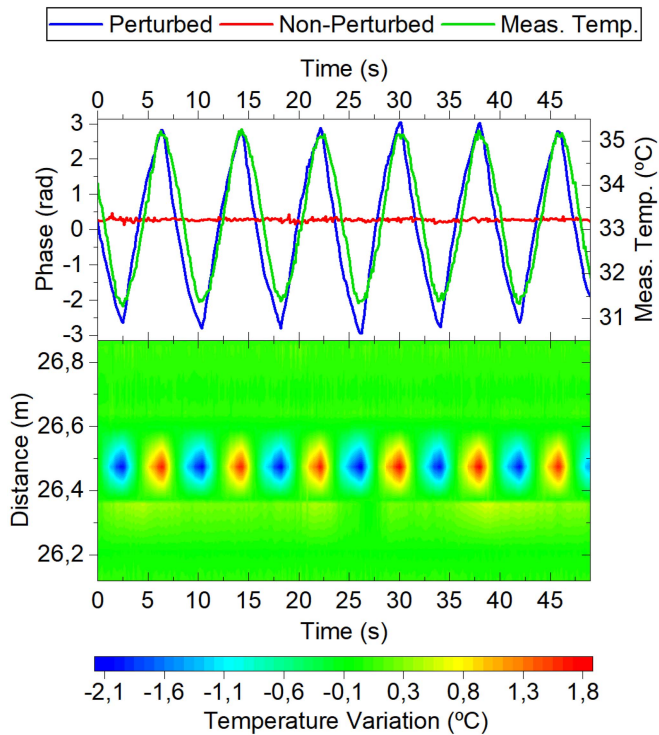 Perturbed Non-Perturbed Meas. Temp.
Time (s)
0 5 10 15 20 25 30 35 40 45
3
2
1
0
-1
-2
-3
Phase (rad)
35
34
33
32
31
Meas. Temp. (ºC)
26,8
26,6
26,4
26,2
Distance (m)
0 5 10 15 20 25 30 35 40 45
Time (s)
-2,1 -1,6 -1,1 -0,6 -0,1 0,3 0,8 1,3 1,8
Temperature Variation (ºC)